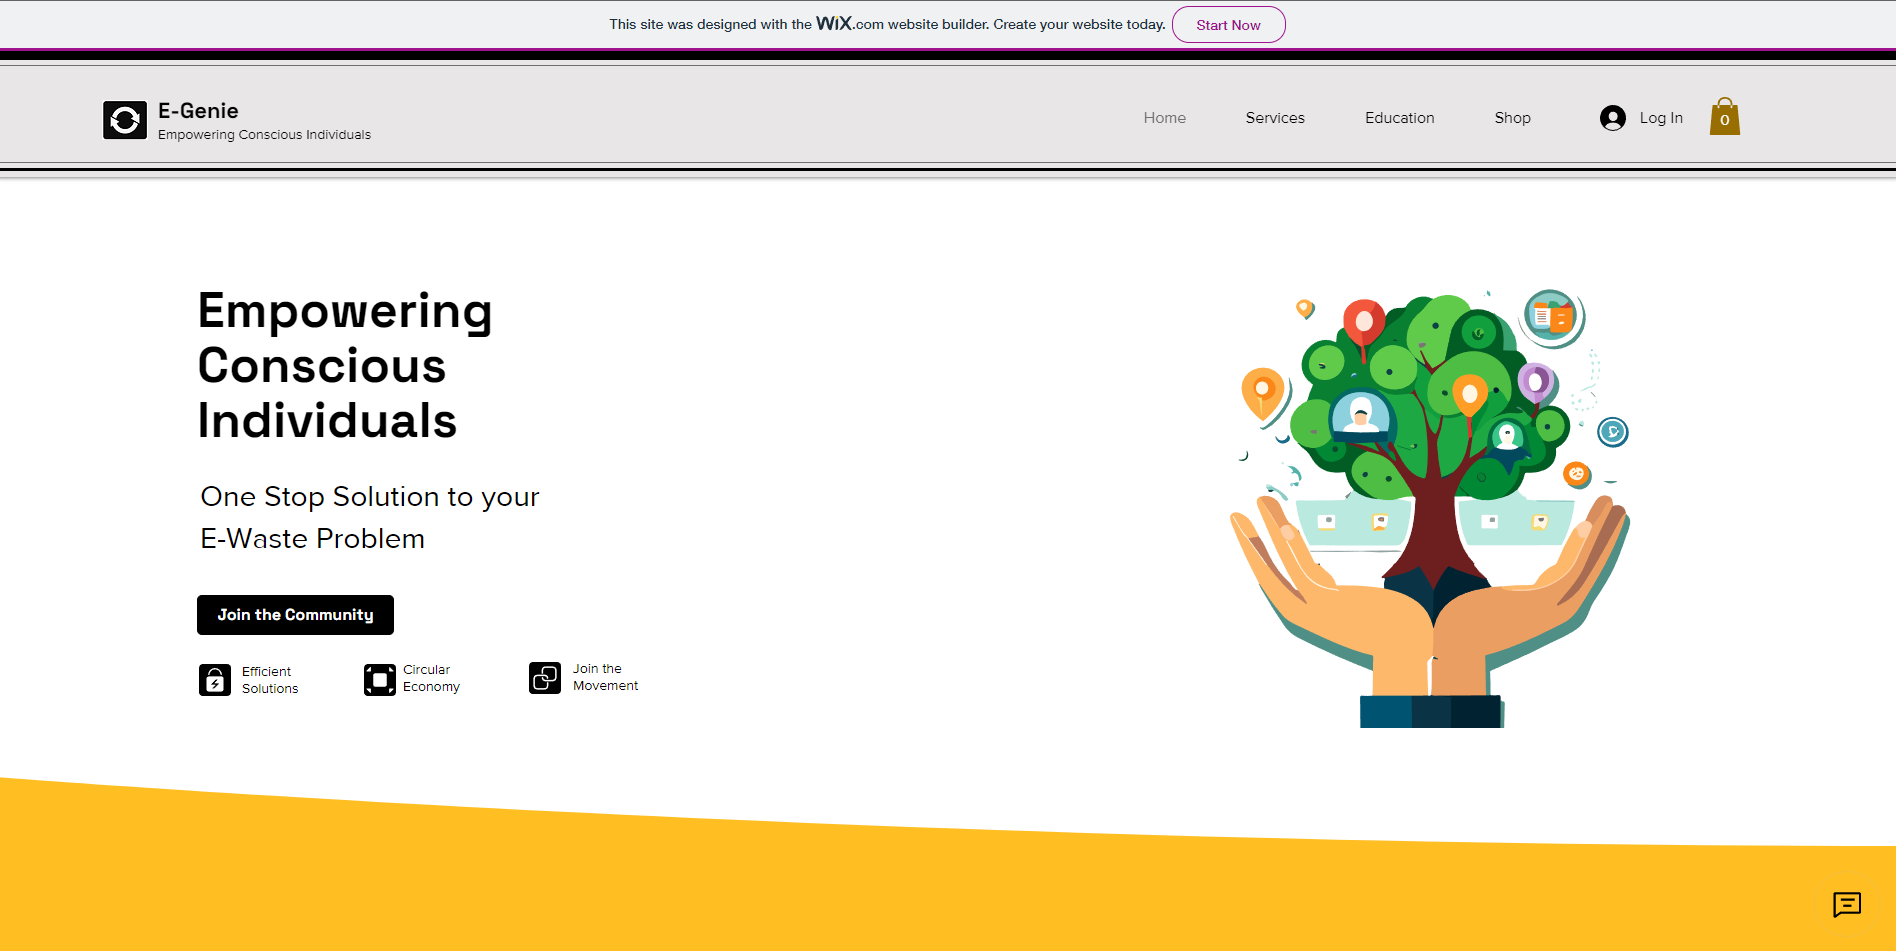 This site was designed with the WiX.com website builder. Create your website today.
Start Now
E-Genie
Empowering Conscious Individuals
Home
Services
Education
Shop
Log In
0
Empowering
Conscious
Individuals
One Stop Solution to your
E-Waste Problem
Join the Community
Efficient
Solutions
Circular
Economy
Join the
Movement